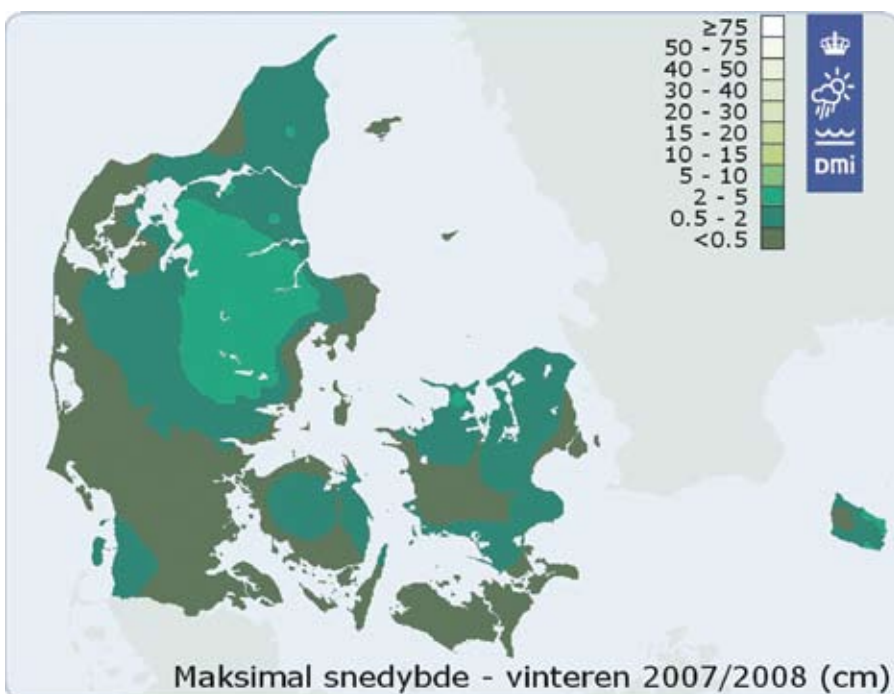 ≥75
50 - 75
40 - 50
30 - 40
20 - 30
15 - 20
10 - 15
5 - 10
2 - 5
0.5 - 2
<0.5
DMI
Maksimal snedybde - vinteren 2007/2008 (cm)